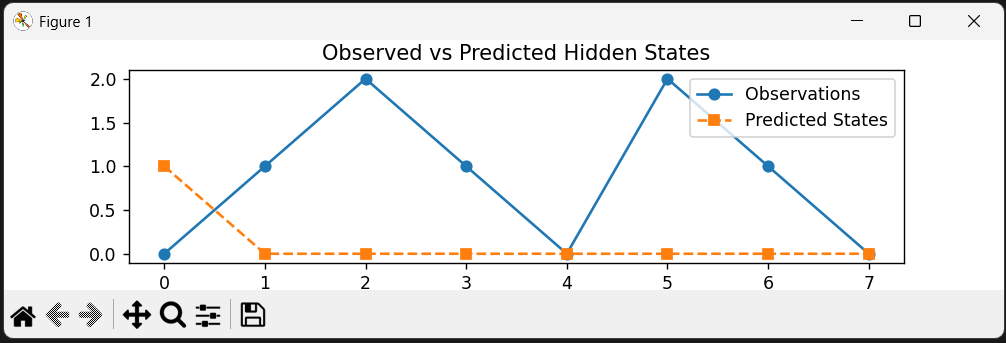 Figure 1
Observed vs Predicted Hidden States
2.0
1.5
1.0
0.5
0.0
Observations
Predicted States
0 1 2 3 4 5 6 7